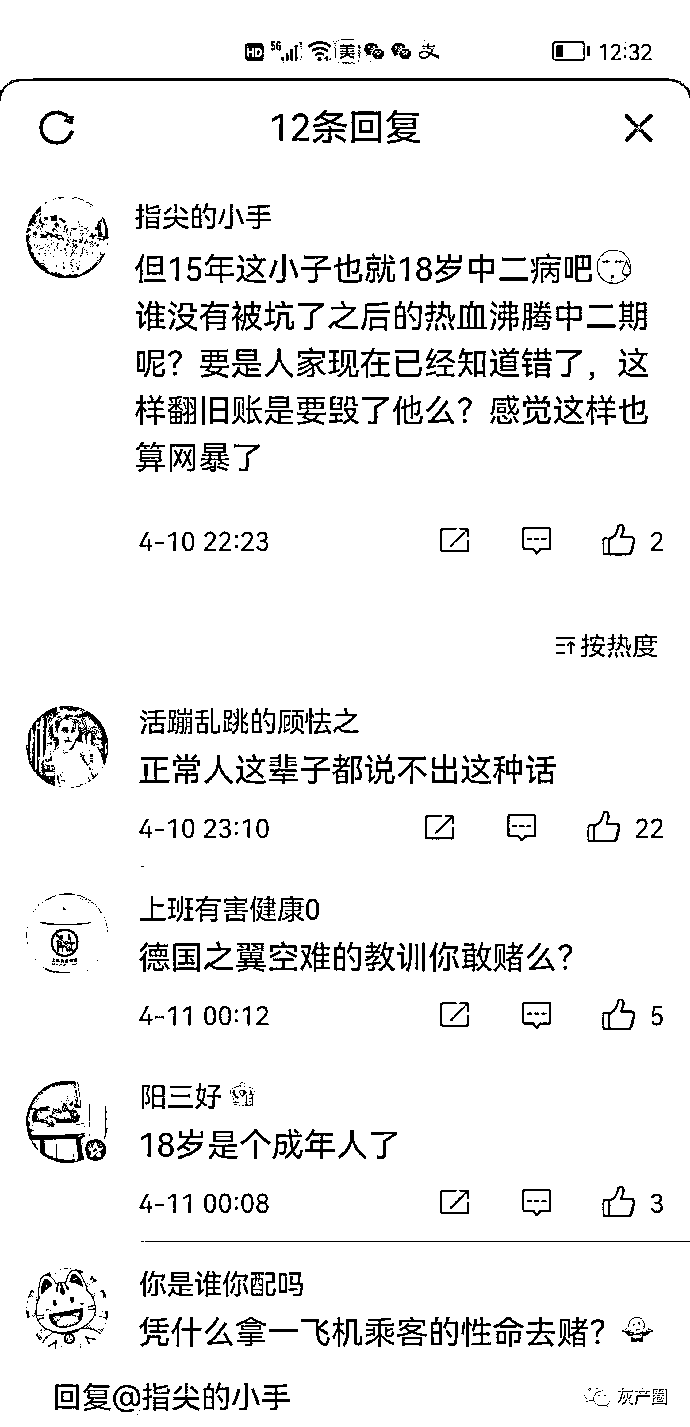 HD 5G 美 支 12:32
12条回复
指尖的小手
但15年这小子也就18岁中二病吧
谁没有被坑了之后的热血沸腾中二期
呢？要是人家现在已经知道错了，这
样翻旧账是要毁了他么？感觉这样也
算网暴了
4-10 22:23 2
按热度
活蹦乱跳的顾怯之
正常人这辈子都说不出这种话
4-10 23:10 22
上班有害健康0
德国之翼空难的教训你敢赌么？
4-11 00:12 5
阳三好
18岁是个成年人了
4-11 00:08 3
你是谁你配吗
凭什么拿一飞机乘客的性命去赌？
回复@指尖的小手
灰产圈